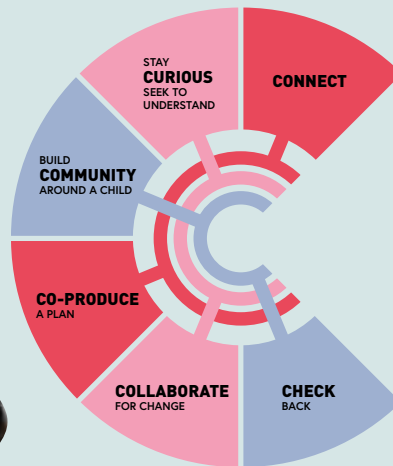 CONNECT
STAY
CURIOUS
SEEK TO
UNDERSTAND
BUILD
COMMUNITY
AROUND A CHILD
CO-PRODUCE
A PLAN
COLLABORATE
FOR CHANGE
CHECK
BACK